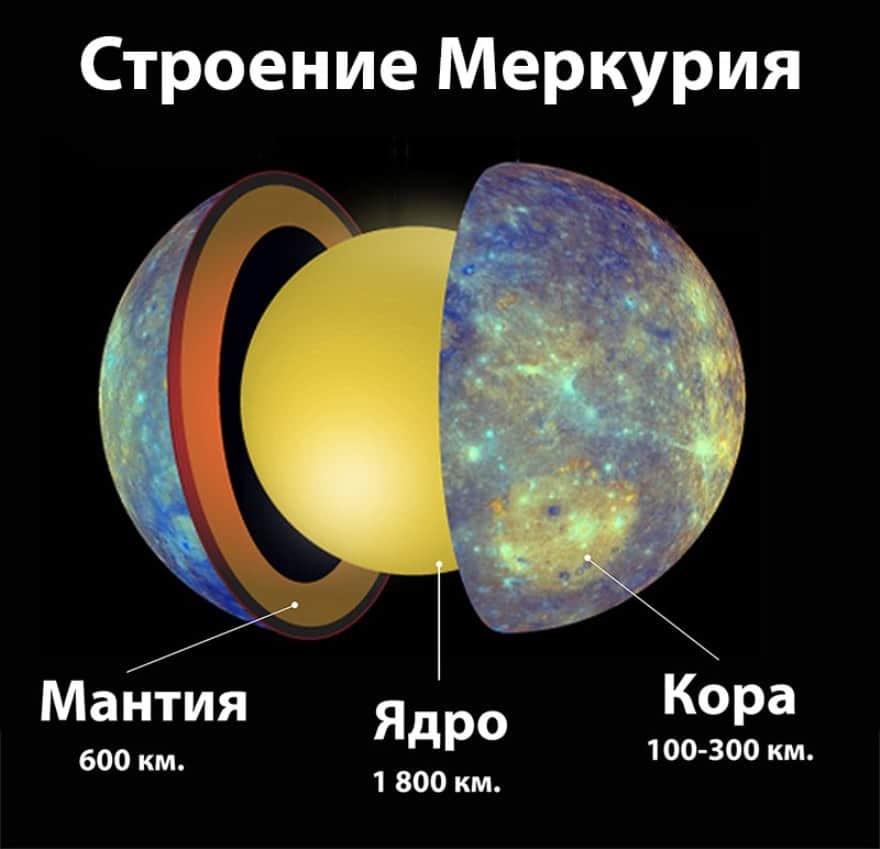 Строение Меркурия
Мантия
600 км.
Ядро
1 800 км.
Кора
100-300 км.